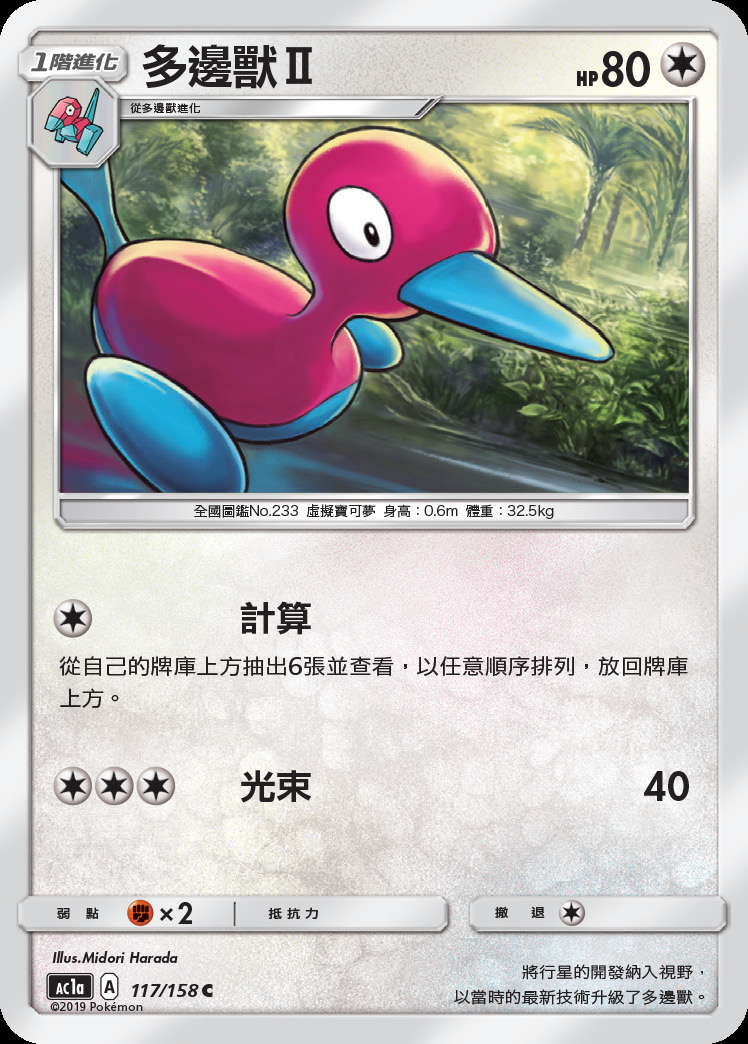 1階進化
多邊獸Ⅱ
HP80
從多邊獸進化
全國圖鑑No.233 虛擬寶可夢 身高：0.6m 體重：32.5kg
計算
從自己的牌庫上方抽出6張並查看，以任意順序排列，放回牌庫
上方。
光束 40
弱點 ×2 抵抗力 撤退
Illus.Midori Harada
AC1a A 117/158 C
©2019 Pokémon
將行星的開發納入視野，
以當時的最新技術升級了多邊獸。